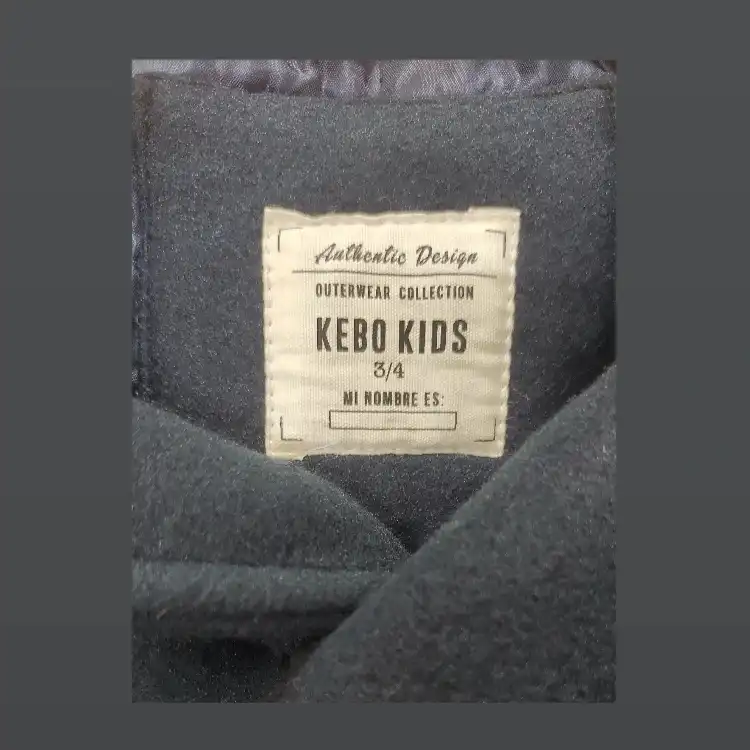 Authentic Design
OUTERWEAR COLLECTION
KEBO KIDS
3/4
MI NOMBRE ES: